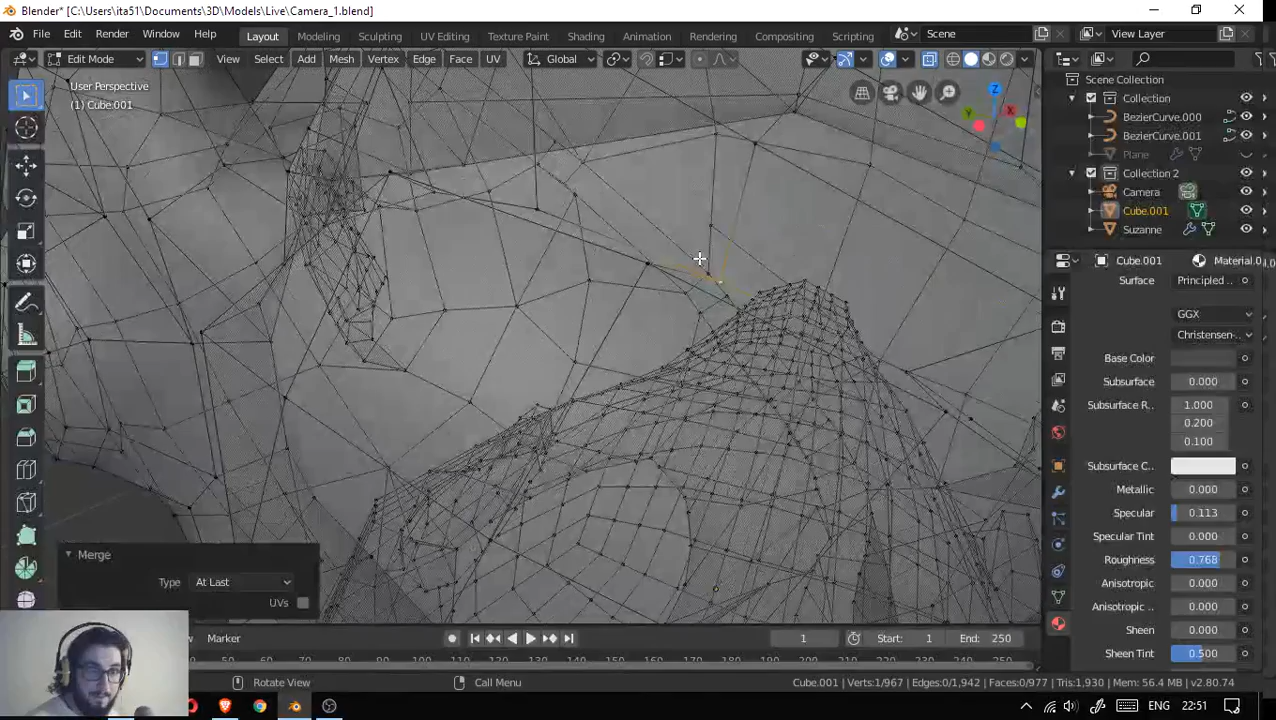 Blender* [C:\Users\ita51\Documents\3D\Models\Live\Camera_1.blend]
File Edit Render Window Help Layout Modeling Sculpting UV Editing Texture Paint Shading Animation Rendering Compositing Scripting Scene View Layer
Edit Mode View Select Add Mesh Vertex Edge Face UV Global
User Perspective
(1) Cube.001
Z
Y
X
Scene Collection
Collection
BezierCurve.000
BezierCurve.001
Plane
Collection 2
Camera
Cube.001
Suzanne
Cube.001 Material.0
Surface Principled ..
GGX
Christensen-..
Base Color
Subsurface 0.000
Subsurface R.. 1.000
0.200
0.100
Subsurface C..
Metallic 0.000
Specular 0.113
Specular Tint 0.000
Roughness 0.768
Anisotropic 0.000
Anisotropic .. 0.000
Sheen 0.000
Sheen Tint 0.500
Merge
Type At Last
UVs
Marker 1 Start: 1 End: 250
50 60 70 80 90 100 110 120 130 140 150 160 170 180 190 200 210 220 230 240 250
Rotate View Call Menu Cube.001 | Verts:1/967 | Edges:0/1,942 | Faces:0/977 | Tris:1,930 | Mem: 56.4 MB | v2.80.74
ENG 22:51